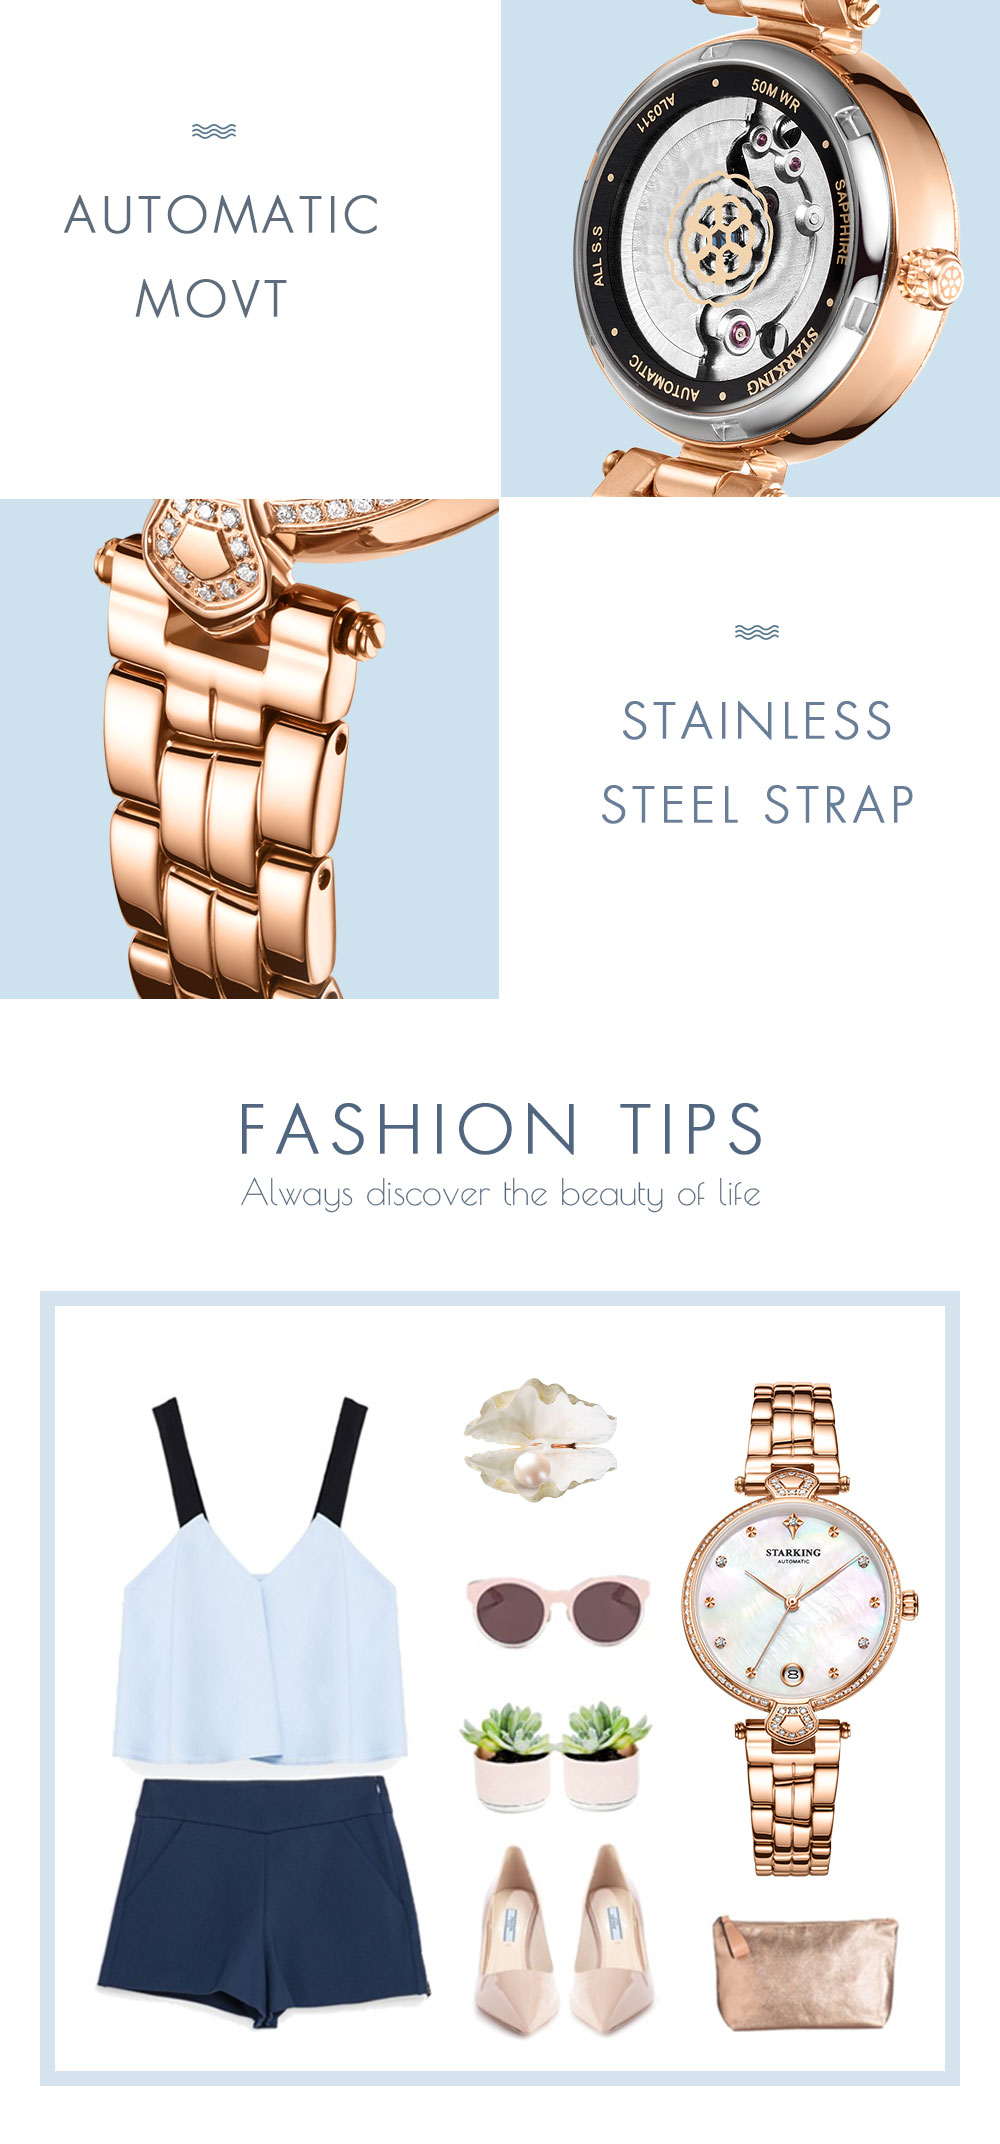 AUTOMATIC
MOVT
AL0311
50M WR
SAPPHIRE
STARKING
AUTOMATIC
ALL S.S
STAINLESS
STEEL STRAP
FASHION TIPS
Always discover the beauty of life
STARKING
AUTOMATIC
8